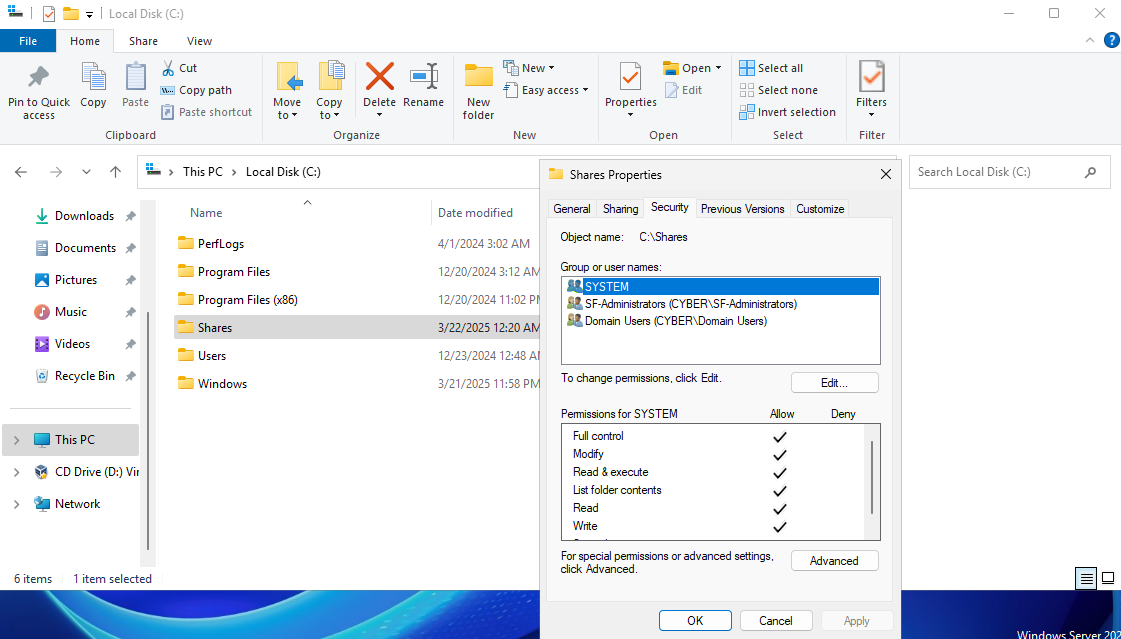 Local Disk (C:)
File Home Share View
Pin to Quick access
Copy
Paste
Cut
Copy path
Paste shortcut
Clipboard
Move to
Copy to
Delete
Rename
Organize
New folder
New
Easy access
New
Properties
Open
Edit
Open
Select all
Select none
Invert selection
Select
Filters
Filter
This PC > Local Disk (C:)
Search Local Disk (C:)
Downloads
Documents
Pictures
Music
Videos
Recycle Bin
This PC
CD Drive (D:) Vir
Network
Name Date modified
PerfLogs 4/1/2024 3:02 AM
Program Files 12/20/2024 3:12 AM
Program Files (x86) 12/20/2024 11:02 PM
Shares 3/22/2025 12:20 AM
Users 12/23/2024 12:48 AM
Windows 3/21/2025 11:58 PM
6 items 1 item selected
Shares Properties
General Sharing Security Previous Versions Customize
Object name: C:\Shares
Group or user names:
SYSTEM
SF-Administrators (CYBER\SF-Administrators)
Domain Users (CYBER\Domain Users)
To change permissions, click Edit.
Edit...
Permissions for SYSTEM Allow Deny
Full control
Modify
Read & execute
List folder contents
Read
Write
For special permissions or advanced settings,
click Advanced.
Advanced
OK Cancel Apply
Windows Server 202